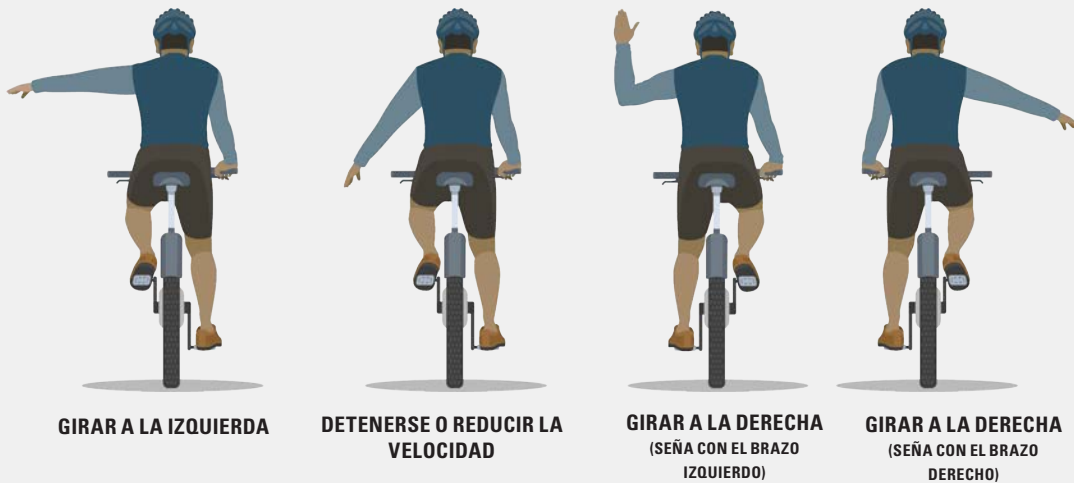 GIRAR A LA IZQUIERDA
DETENERSE O REDUCIR LA
VELOCIDAD
GIRAR A LA DERECHA
(SEÑA CON EL BRAZO
IZQUIERDO)
GIRAR A LA DERECHA
(SEÑA CON EL BRAZO
DERECHO)